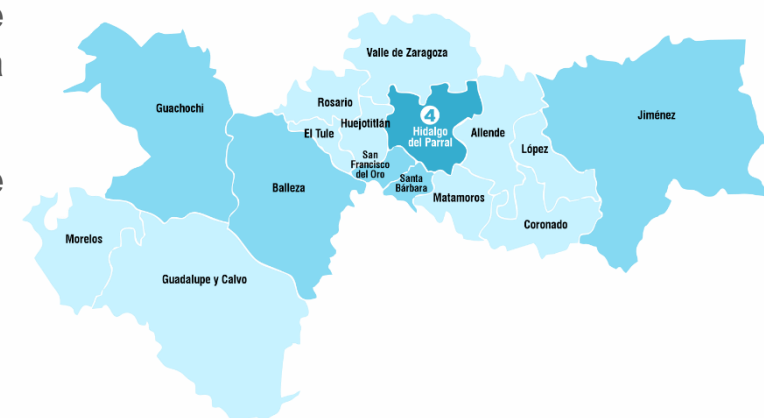 Valle de Zaragoza
Guachochi
Rosario
Huejotitlán
4
Hidalgo
del Parral
Jiménez
El Tule
Allende
López
San
Francisco
del Oro
Santa
Bárbara
Balleza
Matamoros
Coronado
Morelos
Guadalupe y Calvo